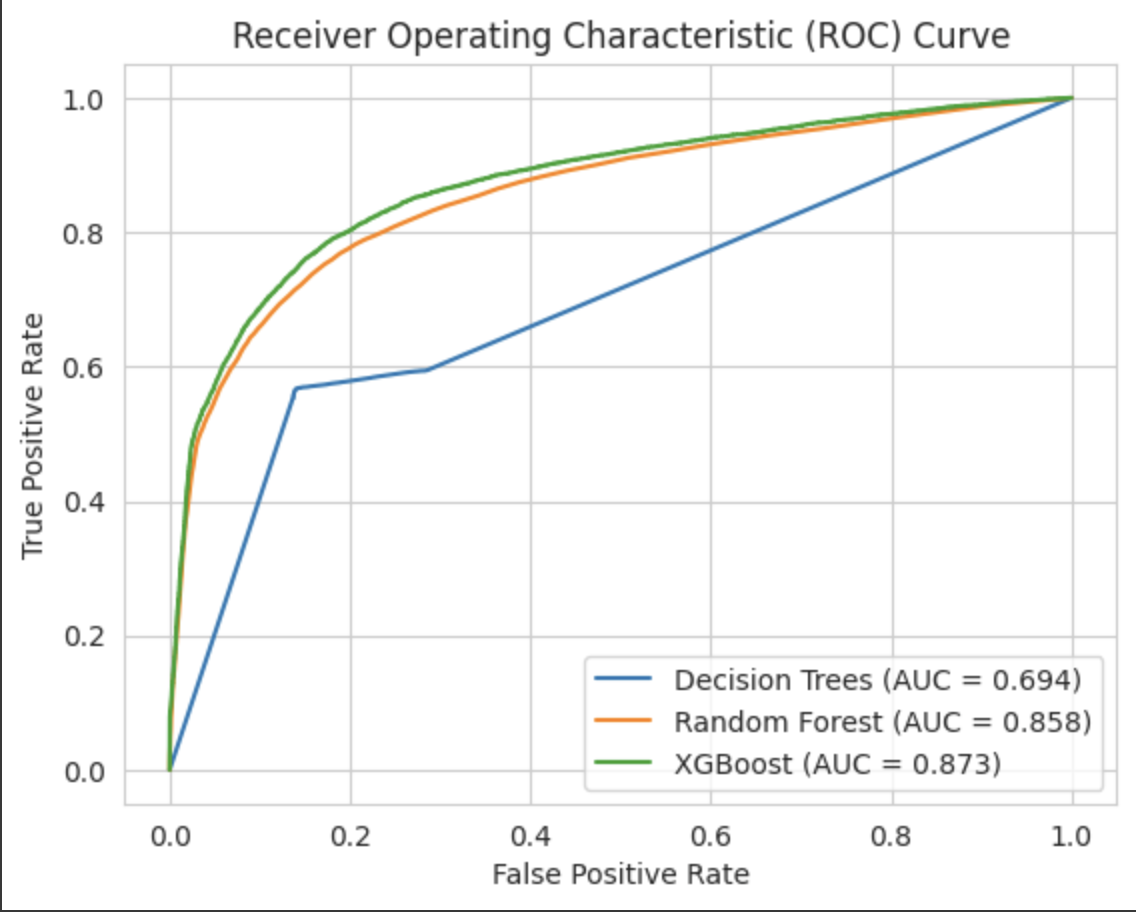 Receiver Operating Characteristic (ROC) Curve
True Positive Rate
1.0
0.8
0.6
0.4
0.2
0.0
Decision Trees (AUC = 0.694)
Random Forest (AUC = 0.858)
XGBoost (AUC = 0.873)
0.0 0.2 0.4 0.6 0.8 1.0
False Positive Rate